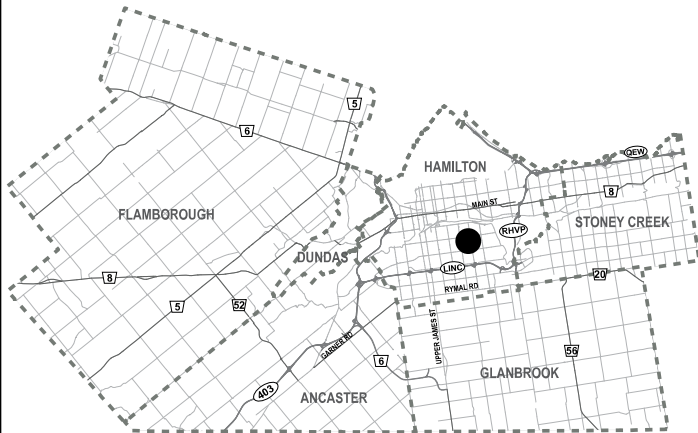 5
6
HAMILTON
QEW
8
MAIN ST
FLAMBOROUGH
STONEY CREEK
RHVP
DUNDAS
LINC
8
20
RYMAL RD
5
52
UPPER JAMES ST
GARNER RD
56
6
GLANBROOK
403
ANCASTER